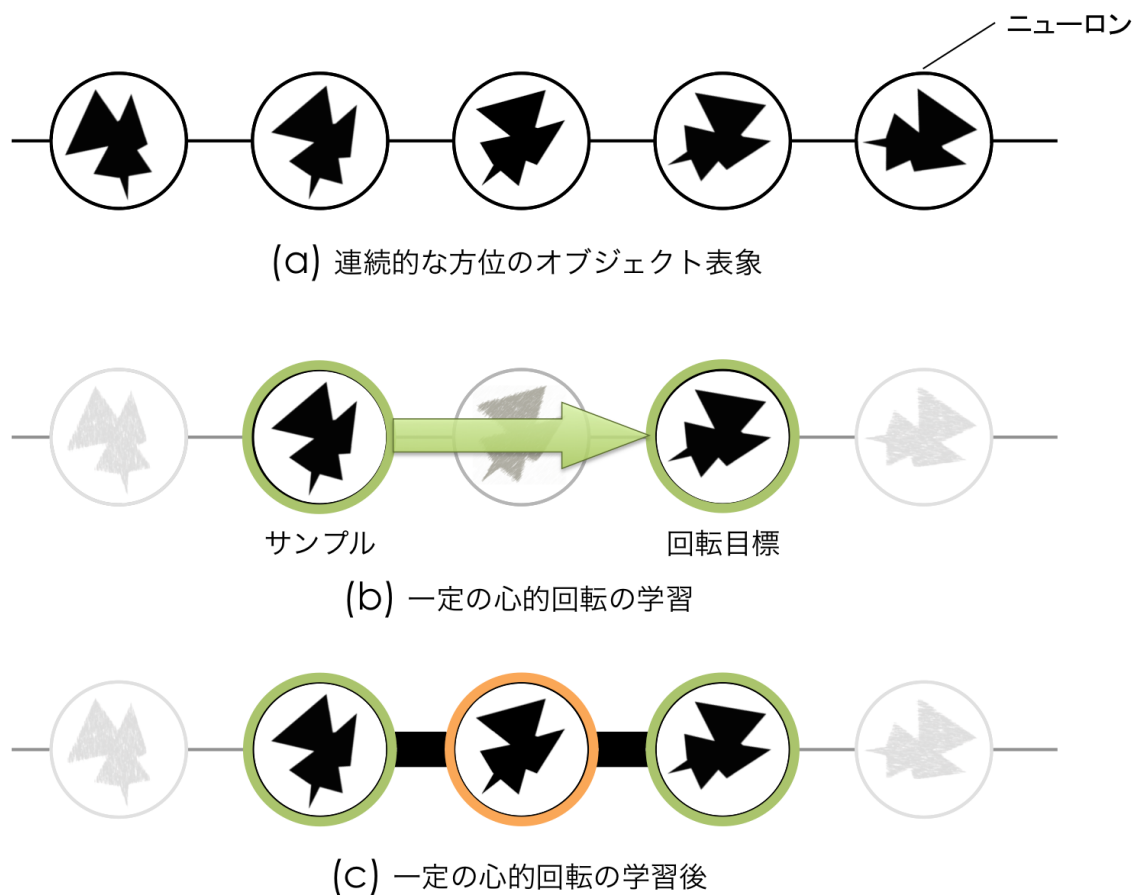 ニューロン
(a) 連続的な方位のオブジェクト表象
サンプル
回転目標
(b) 一定の心的回転の学習
(c) 一定の心的回転の学習後